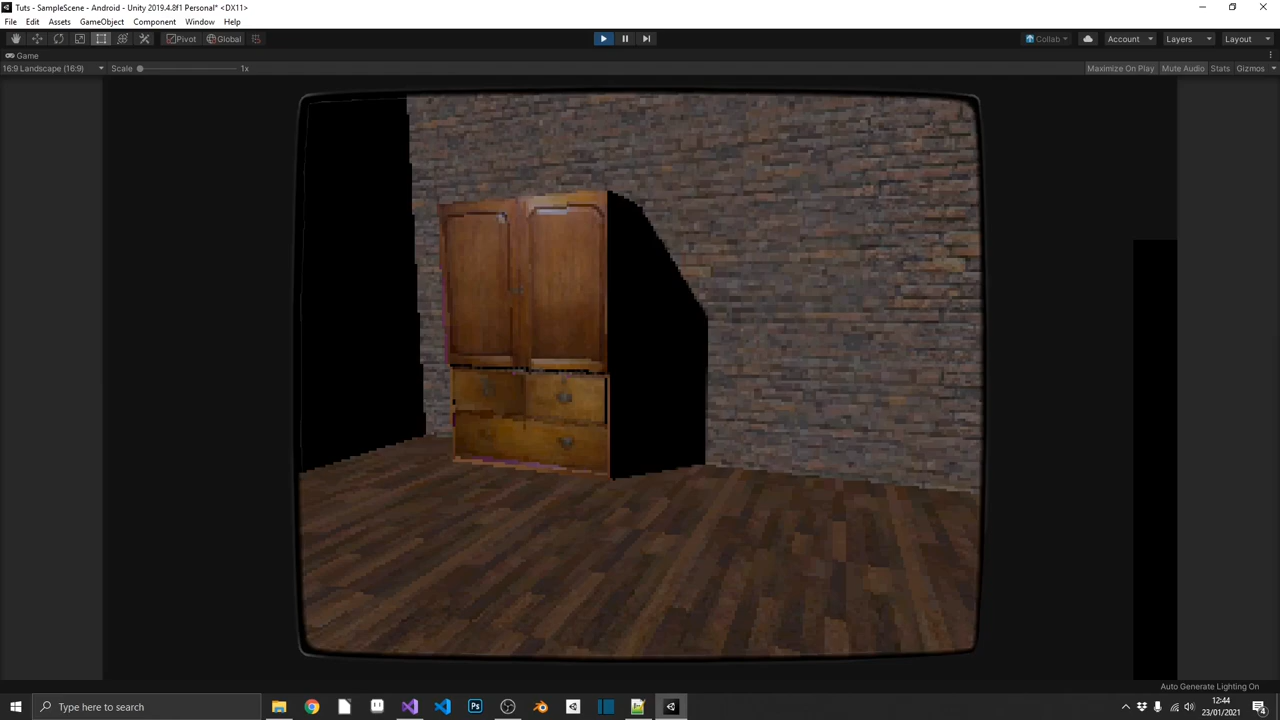 Tuts - SampleScene - Android - Unity 2019.4.8f1 Personal* <DX11>
File Edit Assets GameObject Component Window Help
Pivot Global Collab Account Layers Layout
Game
16:9 Landscape (16:9) Scale 1x Maximize On Play Mute Audio Stats Gizmos
Auto Generate Lighting On
Type here to search
12:44
23/01/2021
4